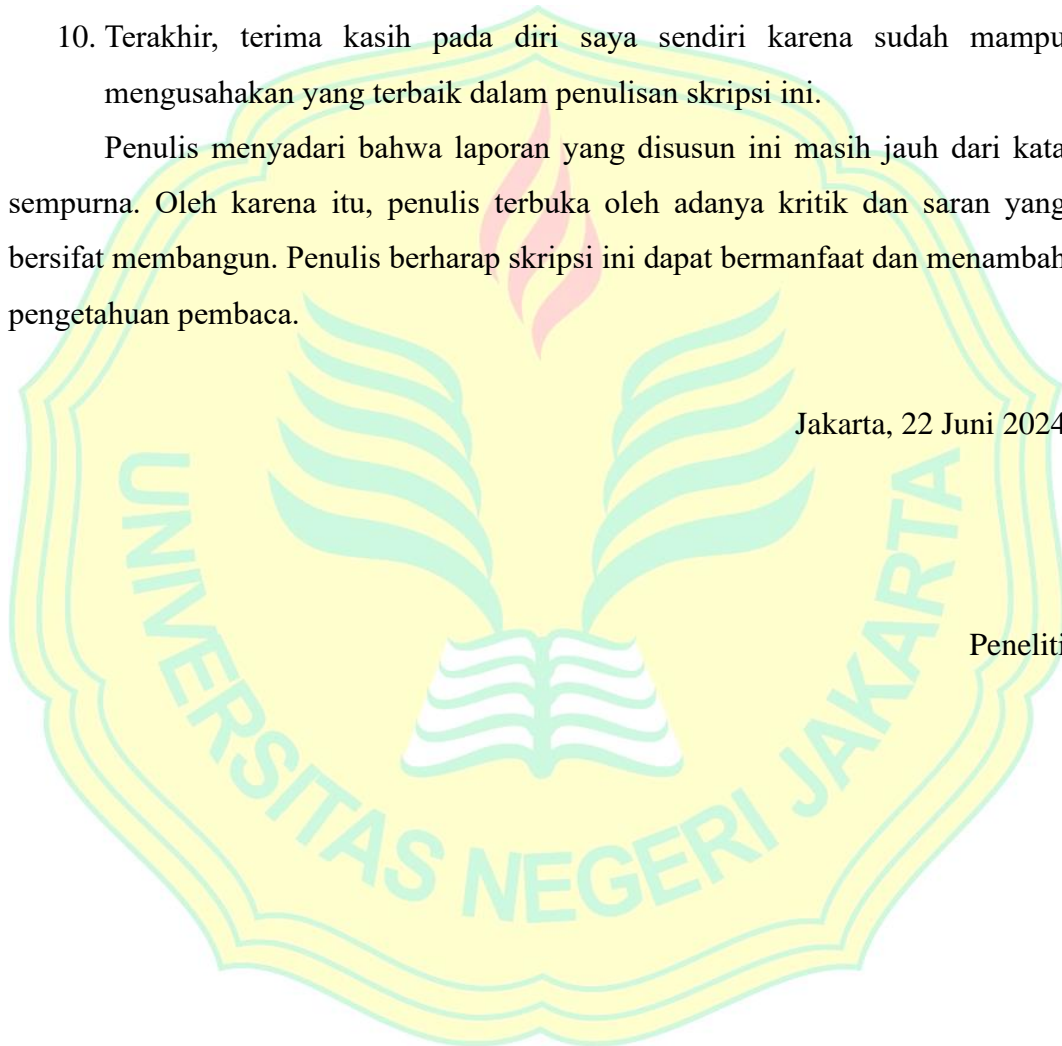 10. Terakhir, terima kasih pada diri saya sendiri karena sudah mampu
mengusahakan yang terbaik dalam penulisan skripsi ini.
Penulis menyadari bahwa laporan yang disusun ini masih jauh dari kata
sempurna. Oleh karena itu, penulis terbuka oleh adanya kritik dan saran yang
bersifat membangun. Penulis berharap skripsi ini dapat bermanfaat dan menambah
pengetahuan pembaca.
Jakarta, 22 Juni 2024
Peneliti
UNIVERSITAS NEGERI JAKARTA